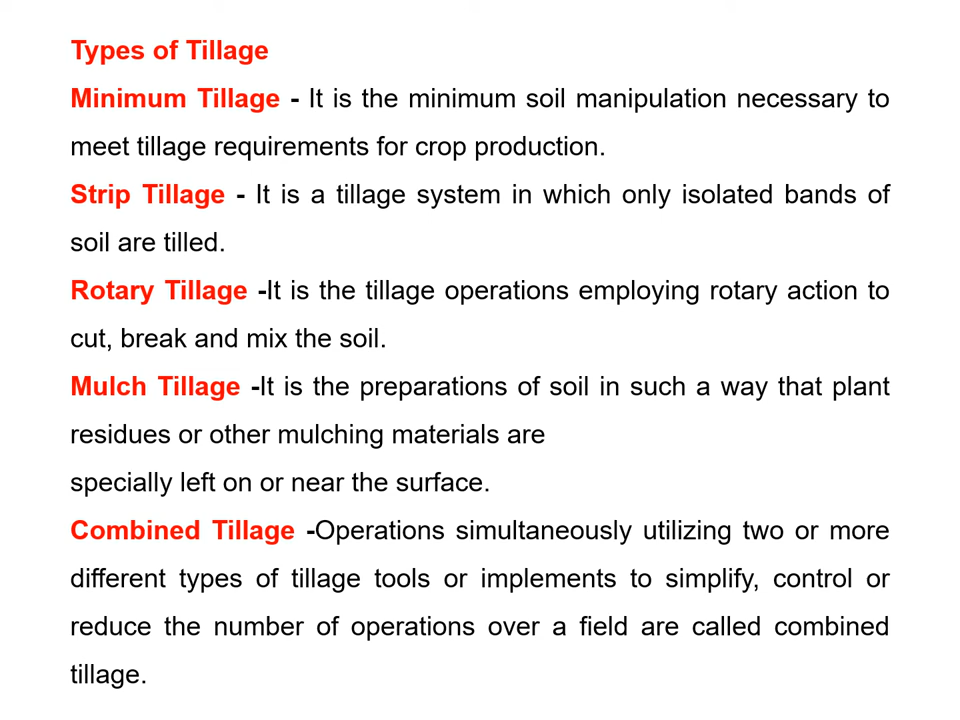 Types of Tillage
Minimum Tillage - It is the minimum soil manipulation necessary to
meet tillage requirements for crop production.
Strip Tillage - It is a tillage system in which only isolated bands of
soil are tilled.
Rotary Tillage -It is the tillage operations employing rotary action to
cut, break and mix the soil.
Mulch Tillage -It is the preparations of soil in such a way that plant
residues or other mulching materials are
specially left on or near the surface.
Combined Tillage -Operations simultaneously utilizing two or more
different types of tillage tools or implements to simplify, control or
reduce the number of operations over a field are called combined
tillage.